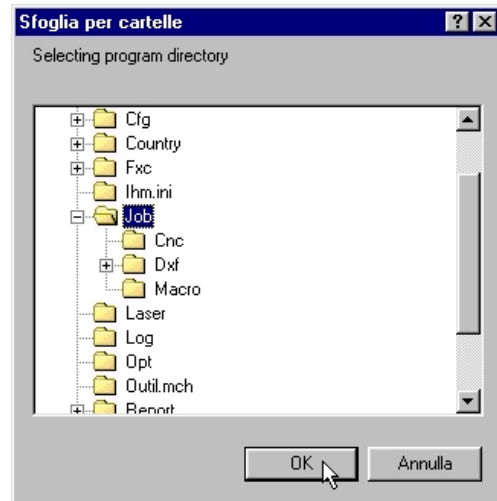 Sfoglia per cartelle
Selecting program directory
Cfg
Country
Fxc
Ihm.ini
Job
Cnc
Dxf
Macro
Laser
Log
Opt
Outil.mch
Report
OK
Annulla